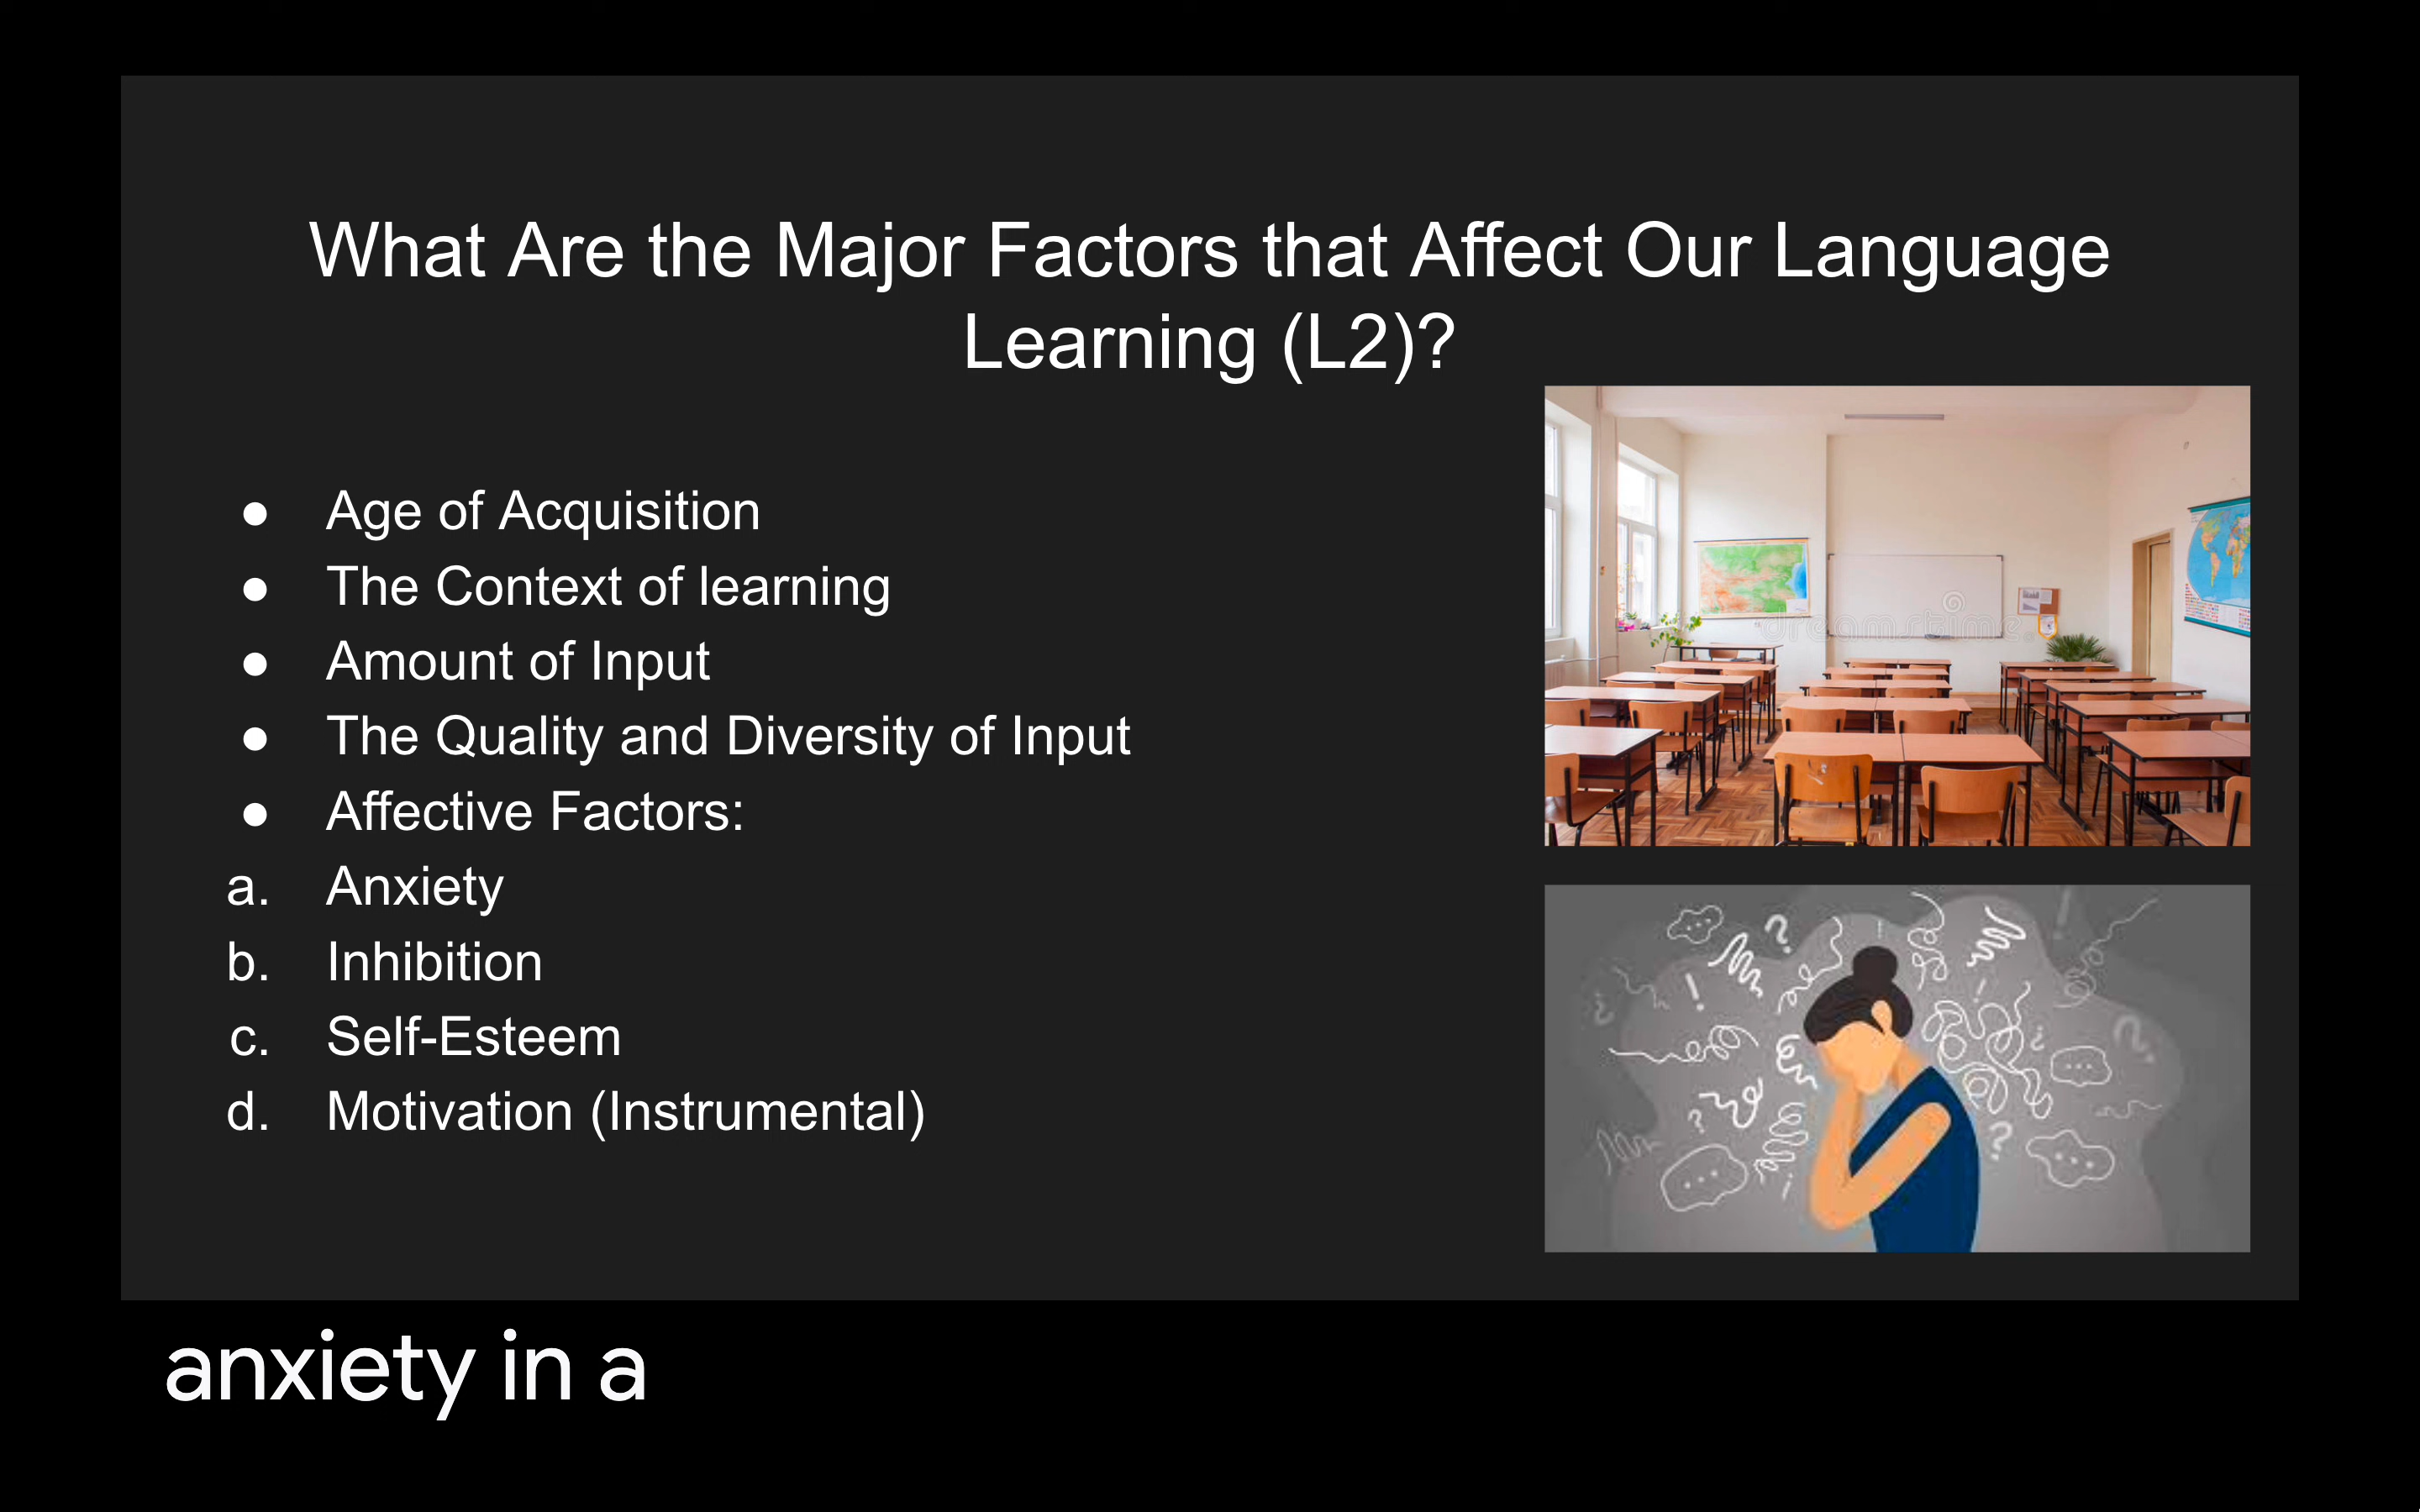 What Are the Major Factors that Affect Our Language
Learning (L2)?
● Age of Acquisition
● The Context of learning
● Amount of Input
● The Quality and Diversity of Input
● Affective Factors:
a. Anxiety
b. Inhibition
c. Self-Esteem
d. Motivation (Instrumental)
dreamstime
anxiety in a